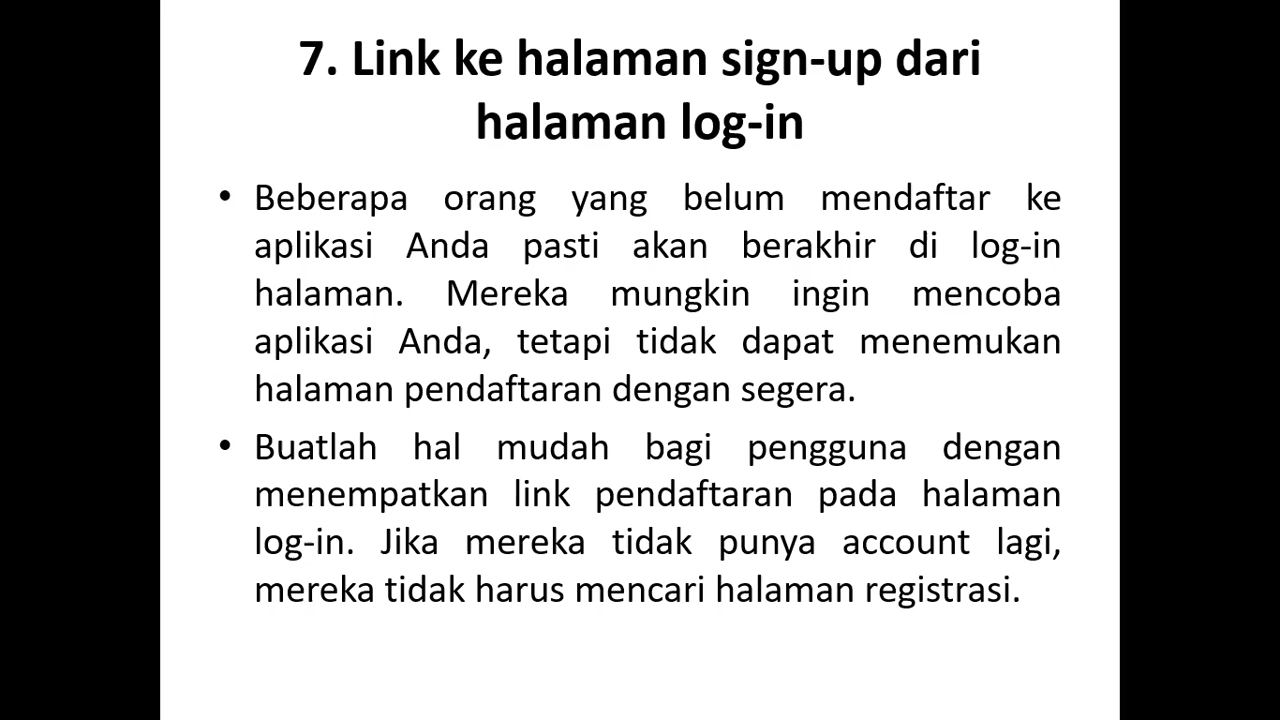 7. Link ke halaman sign-up dari
halaman log-in
• Beberapa orang yang belum mendaftar ke
aplikasi Anda pasti akan berakhir di log-in
halaman. Mereka mungkin ingin mencoba
aplikasi Anda, tetapi tidak dapat menemukan
halaman pendaftaran dengan segera.
• Buatlah hal mudah bagi pengguna dengan
menempatkan link pendaftaran pada halaman
log-in. Jika mereka tidak punya account lagi,
mereka tidak harus mencari halaman registrasi.